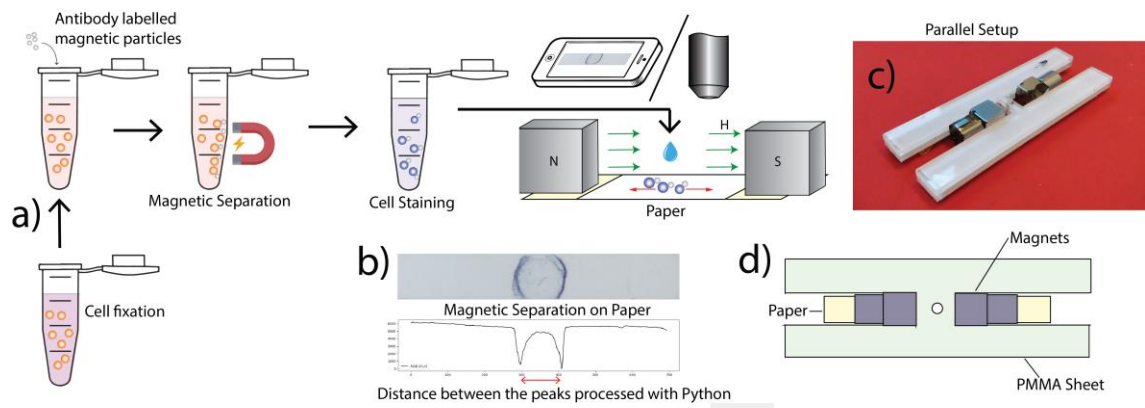 Antibody labelled
magnetic particles
a)
Magnetic Separation
Cell Staining
N
H
S
Paper
Cell fixation
b)
Magnetic Separation on Paper
Distance between the peaks processed with Python
Parallel Setup
c)
d)
Magnets
Paper
PMMA Sheet